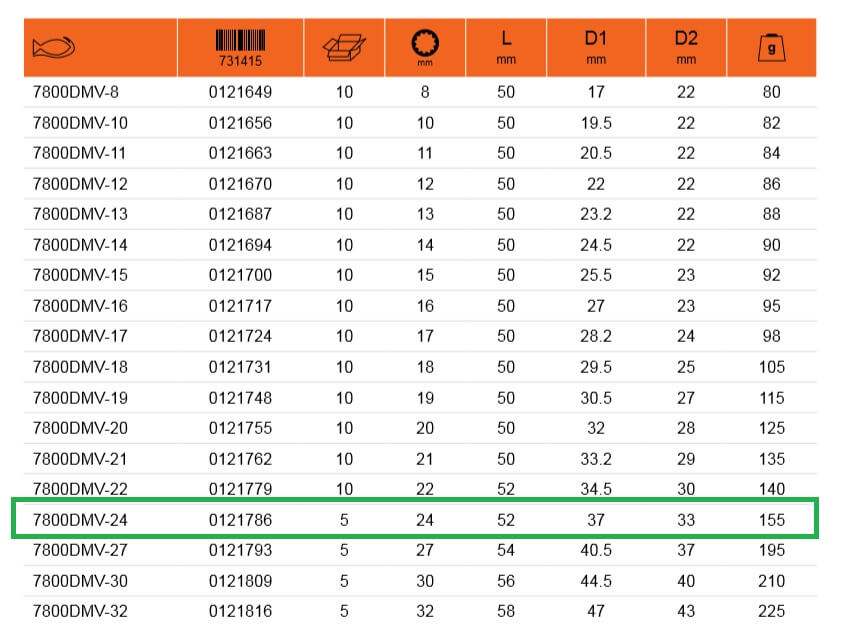 731415 mm L mm D1 mm D2 mm g
7800DMV-8 0121649 10 8 50 17 22 80
7800DMV-10 0121656 10 10 50 19.5 22 82
7800DMV-11 0121663 10 11 50 20.5 22 84
7800DMV-12 0121670 10 12 50 22 22 86
7800DMV-13 0121687 10 13 50 23.2 22 88
7800DMV-14 0121694 10 14 50 24.5 22 90
7800DMV-15 0121700 10 15 50 25.5 23 92
7800DMV-16 0121717 10 16 50 27 23 95
7800DMV-17 0121724 10 17 50 28.2 24 98
7800DMV-18 0121731 10 18 50 29.5 25 105
7800DMV-19 0121748 10 19 50 30.5 27 115
7800DMV-20 0121755 10 20 50 32 28 125
7800DMV-21 0121762 10 21 50 33.2 29 135
7800DMV-22 0121779 10 22 52 34.5 30 140
7800DMV-24 0121786 5 24 52 37 33 155
7800DMV-27 0121793 5 27 54 40.5 37 195
7800DMV-30 0121809 5 30 56 44.5 40 210
7800DMV-32 0121816 5 32 58 47 43 225